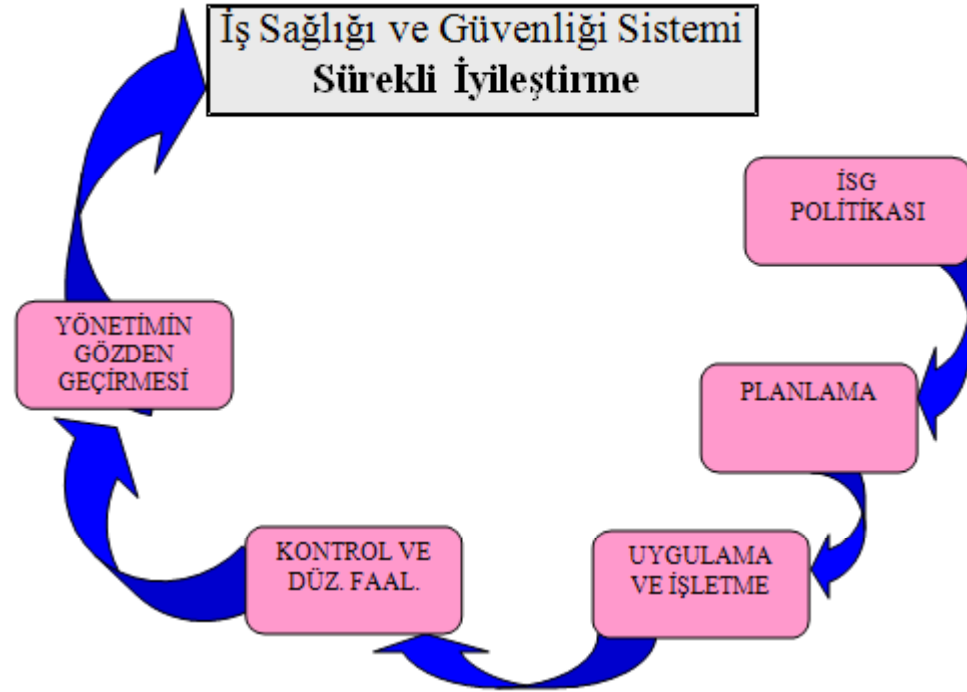 İş Sağlığı ve Güvenliği Sistemi
Sürekli İyileştirme
İSG
POLİTİKASI
PLANLAMA
UYGULAMA
VE İŞLETME
KONTROL VE
DÜZ. FAAL.
YÖNETİMİN
GÖZDEN
GEÇİRMESİ